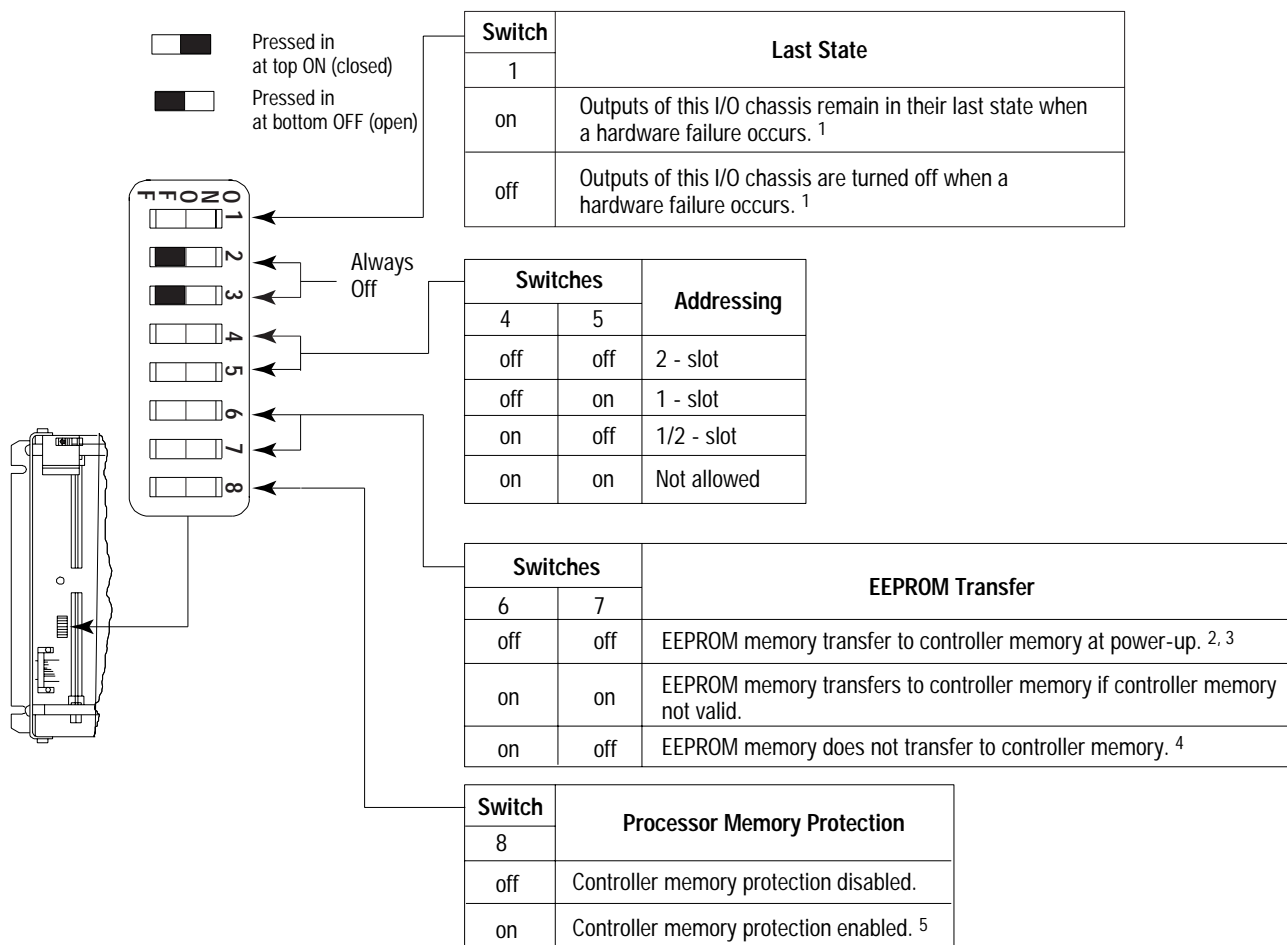 Pressed in
at top ON (closed)
Pressed in
at bottom OFF (open)
O N
O F F
1
2
3
4
5
6
7
8
Always
Off
Switch
1
Last State
on
Outputs of this I/O chassis remain in their last state when
a hardware failure occurs. 1
off
Outputs of this I/O chassis are turned off when a
hardware failure occurs. 1
Switches
Addressing
4 5
off off 2 - slot
off on 1 - slot
on off 1/2 - slot
on on Not allowed
Switches
EEPROM Transfer
6 7
off off EEPROM memory transfer to controller memory at power-up. 2, 3
on on EEPROM memory transfers to controller memory if controller memory
not valid.
on off EEPROM memory does not transfer to controller memory. 4
Switch
8
Processor Memory Protection
off Controller memory protection disabled.
on Controller memory protection enabled. 5